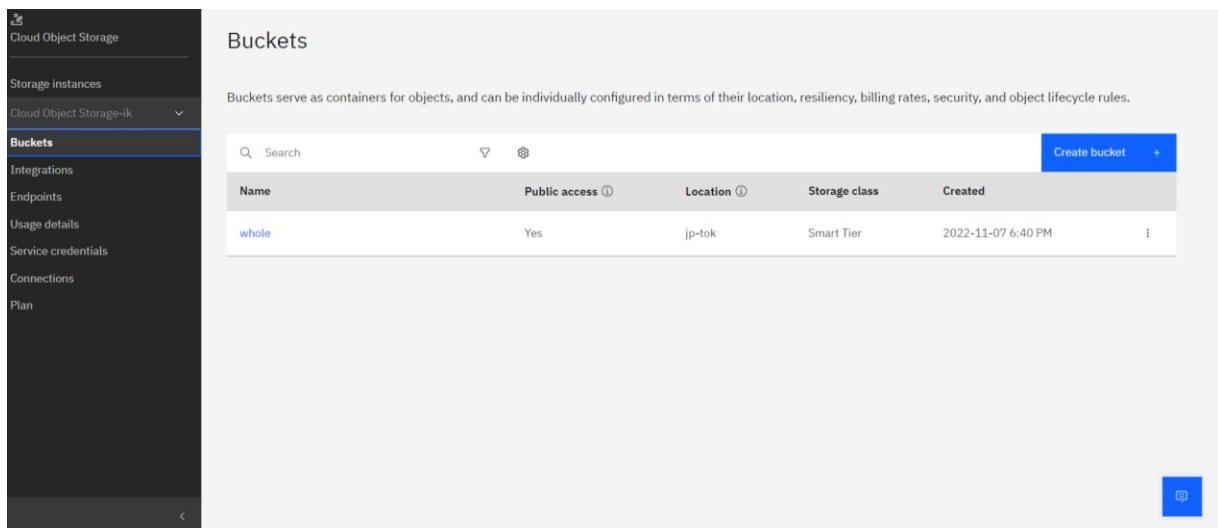 Cloud Object Storage
Storage instances
Cloud Object Storage-ik
Buckets
Integrations
Endpoints
Usage details
Service credentials
Connections
Plan
Buckets
Buckets serve as containers for objects, and can be individually configured in terms of their location, resiliency, billing rates, security, and object lifecycle rules.
Search
Create bucket +
Name Public access Location Storage class Created
whole Yes jp-tok Smart Tier 2022-11-07 6:40 PM